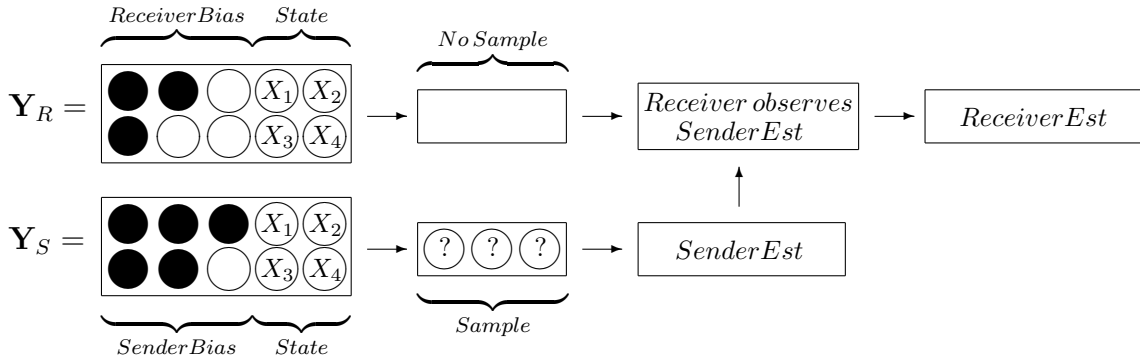 ReceiverBias State
No Sample
Y_R =
X_1 X_2
X_3 X_4
Receiver observes
SenderEst
ReceiverEst
Y_S =
X_1 X_2
X_3 X_4
? ? ?
SenderEst
Sample
SenderBias State